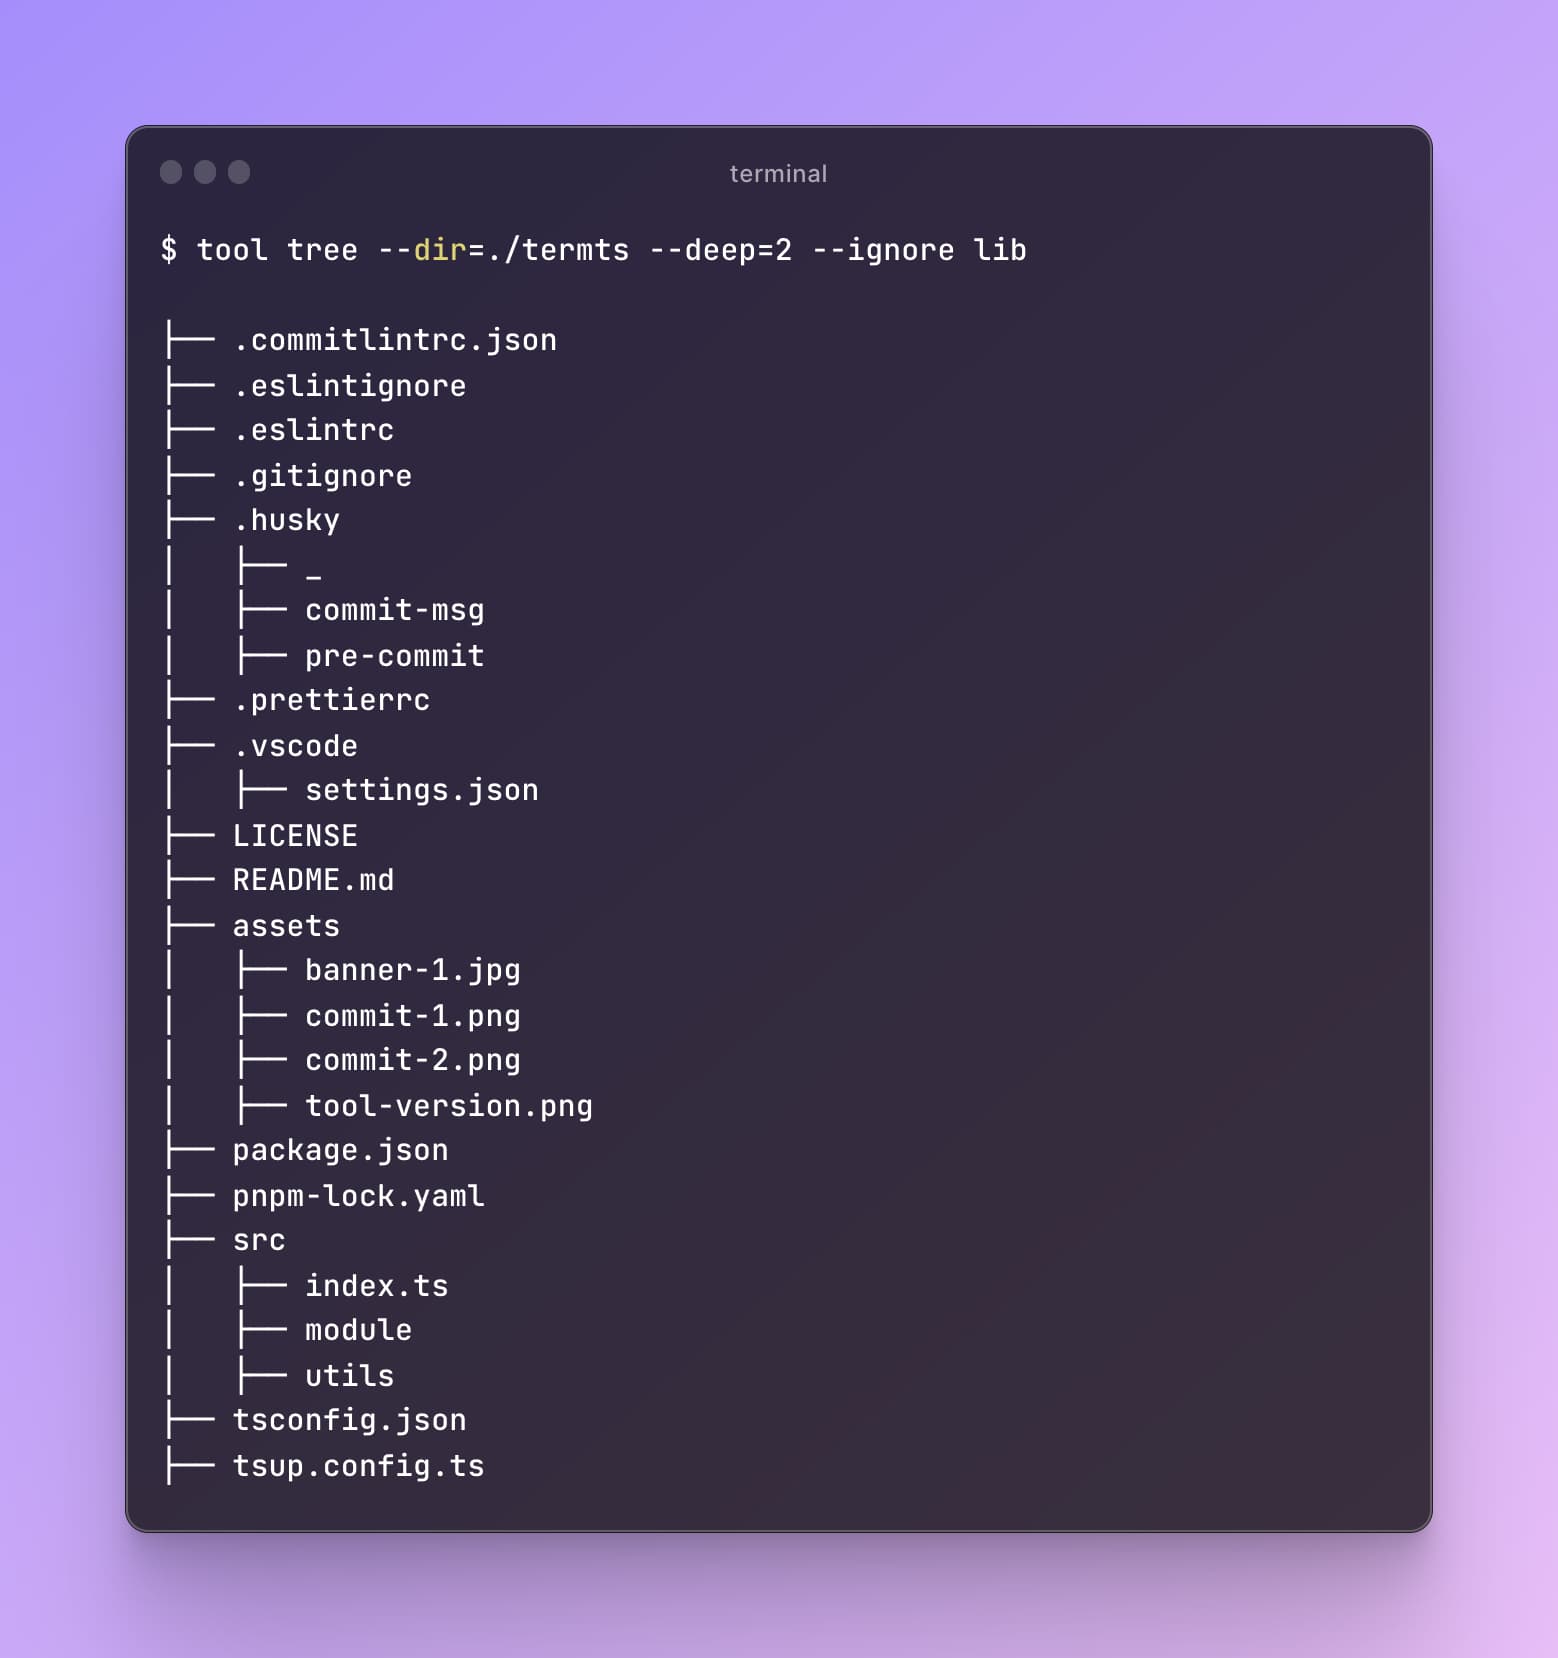 terminal
$ tool tree --dir=./termts --deep=2 --ignore lib
├── .commitlintrc.json
├── .eslintignore
├── .eslintrc
├── .gitignore
├── .husky
│   ├── _
│   ├── commit-msg
│   ├── pre-commit
├── .prettierrc
├── .vscode
│   ├── settings.json
├── LICENSE
├── README.md
├── assets
│   ├── banner-1.jpg
│   ├── commit-1.png
│   ├── commit-2.png
│   ├── tool-version.png
├── package.json
├── pnpm-lock.yaml
├── src
│   ├── index.ts
│   ├── module
│   ├── utils
├── tsconfig.json
├── tsup.config.ts